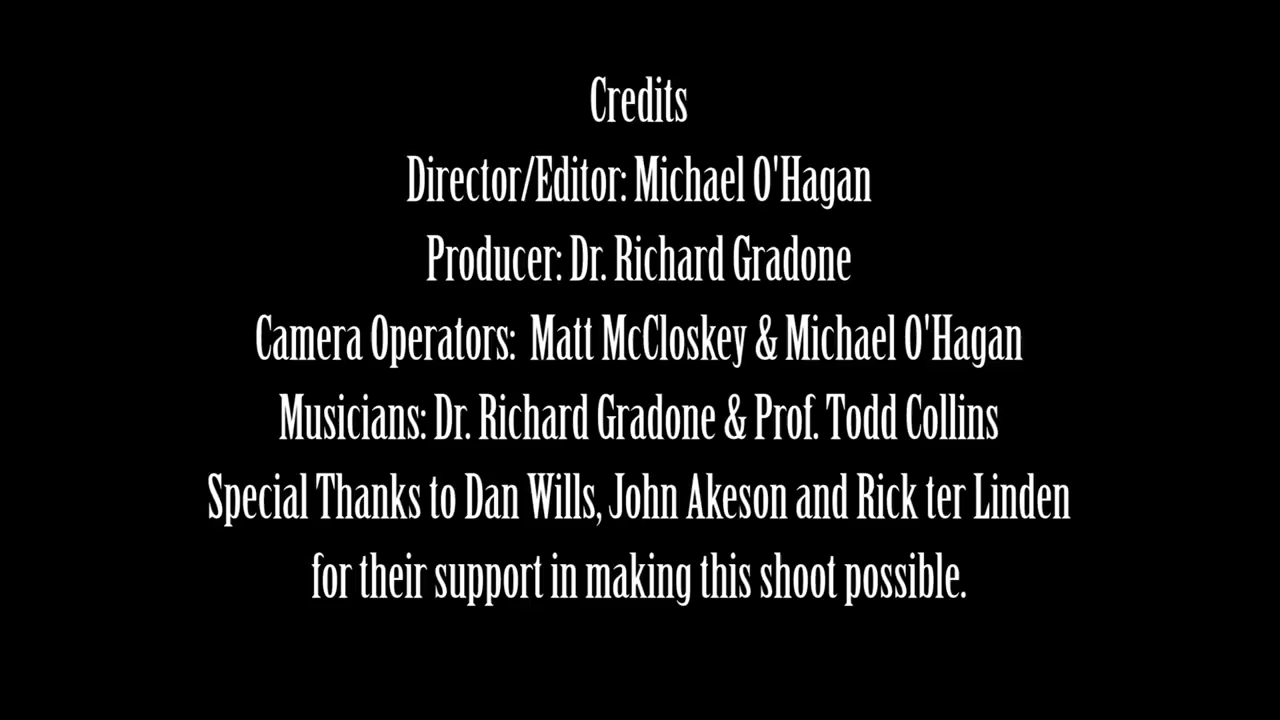 Credits
Director/Editor: Michael O'Hagan
Producer: Dr. Richard Gradone
Camera Operators:  Matt McCloskey & Michael O'Hagan
Musicians: Dr. Richard Gradone & Prof. Todd Collins
Special Thanks to Dan Wills, John Akeson and Rick ter Linden
for their support in making this shoot possible.